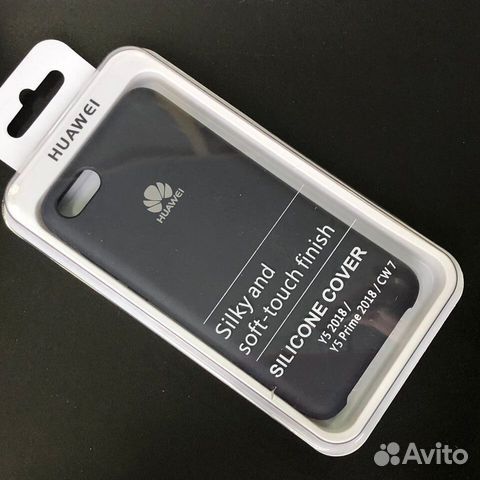 HUAWEI
HUAWEI
Silky and
soft-touch finish
SILICONE COVER
Y5 2018 /
Y5 Prime 2018 / CW 7
Avito